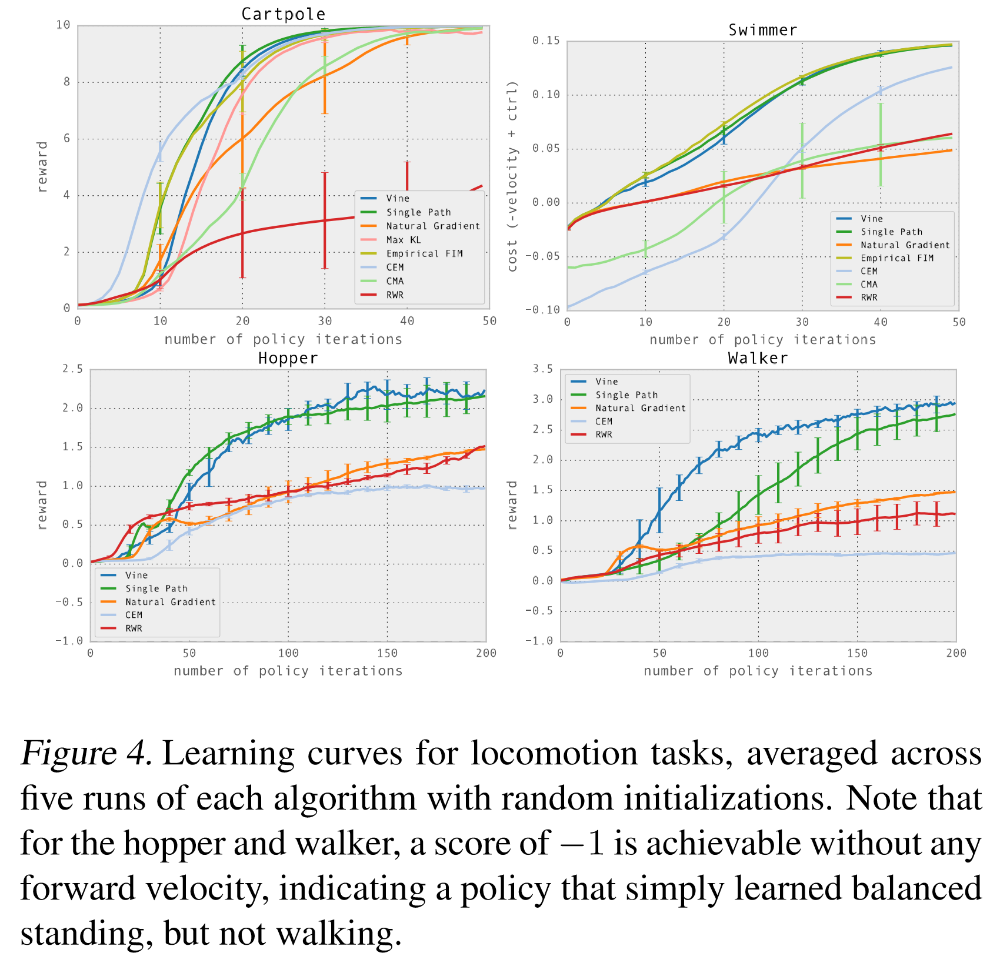 Cartpole
10
8
6
4
2
0
reward
Vine
Single Path
Natural Gradient
Max KL
Empirical FIM
CEM
CMA
RWR
0 10 20 30 40 50
number of policy iterations
Swimmer
0.15
0.10
0.05
0.00
−0.05
−0.10
cost (-velocity + ctrl)
Vine
Single Path
Natural Gradient
Empirical FIM
CEM
CMA
RWR
0 10 20 30 40 50
number of policy iterations
Hopper
2.5
2.0
1.5
1.0
0.5
0.0
−0.5
−1.0
reward
Vine
Single Path
Natural Gradient
CEM
RWR
0 50 100 150 200
number of policy iterations
Walker
3.5
3.0
2.5
2.0
1.5
1.0
0.5
0.0
−0.5
−1.0
reward
Vine
Single Path
Natural Gradient
CEM
RWR
0 50 100 150 200
number of policy iterations
Figure 4. Learning curves for locomotion tasks, averaged across
five runs of each algorithm with random initializations. Note that
for the hopper and walker, a score of −1 is achievable without any
forward velocity, indicating a policy that simply learned balanced
standing, but not walking.